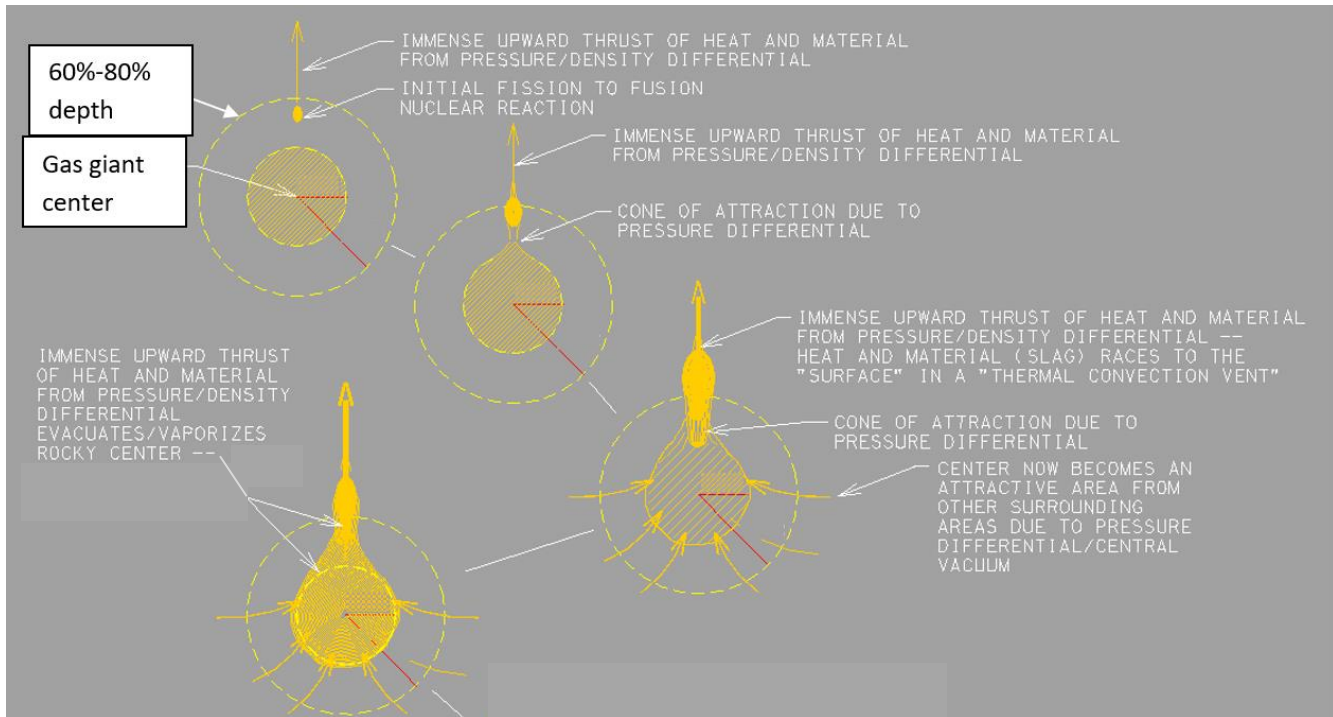 60%-80%
depth
Gas giant
center
IMMENSE UPWARD THRUST OF HEAT AND MATERIAL
FROM PRESSURE/DENSITY DIFFERENTIAL
INITIAL FISSION TO FUSION
NUCLEAR REACTION
IMMENSE UPWARD THRUST OF HEAT AND MATERIAL
FROM PRESSURE/DENSITY DIFFERENTIAL
CONE OF ATTRACTION DUE TO
PRESSURE DIFFERENTIAL
IMMENSE UPWARD THRUST OF HEAT AND MATERIAL
FROM PRESSURE/DENSITY DIFFERENTIAL --
HEAT AND MATERIAL (SLAG) RACES TO THE
"SURFACE" IN A "THERMAL CONVECTION VENT"
CONE OF ATTRACTION DUE TO
PRESSURE DIFFERENTIAL
CENTER NOW BECOMES AN
ATTRACTIVE AREA FROM
OTHER SURROUNDING
AREAS DUE TO PRESSURE
DIFFERENTIAL/CENTRAL
VACUUM
IMMENSE UPWARD THRUST
OF HEAT AND MATERIAL
FROM PRESSURE/DENSITY
DIFFERENTIAL
EVACUATES/VAPORIZES
ROCKY CENTER --